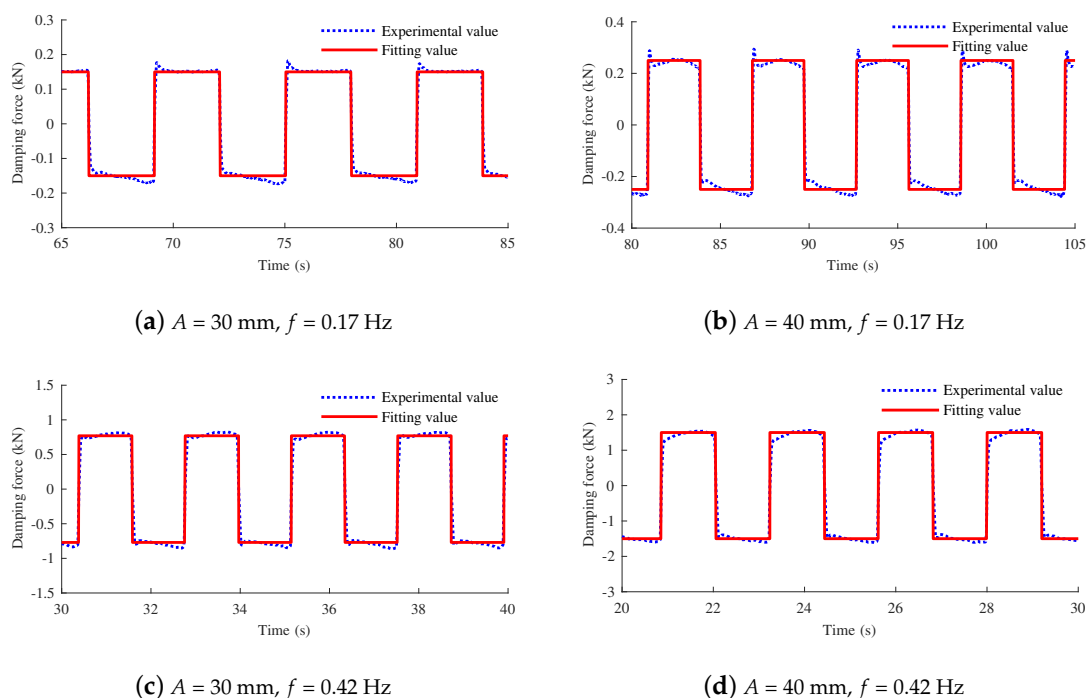 Damping force (kN)
0.3
0.2
0.1
0
-0.1
-0.2
-0.3
Experimental value
Fitting value
65
70
75
80
85
Time (s)
(a) A = 30 mm, f = 0.17 Hz
Damping force (kN)
0.4
0.2
0
-0.2
-0.4
Experimental value
Fitting value
80
85
90
95
100
105
Time (s)
(b) A = 40 mm, f = 0.17 Hz
Damping force (kN)
1.5
1
0.5
0
-0.5
-1
-1.5
Experimental value
Fitting value
30
32
34
36
38
40
Time (s)
(c) A = 30 mm, f = 0.42 Hz
Damping force (kN)
3
2
1
0
-1
-2
-3
Experimental value
Fitting value
20
22
24
26
28
30
Time (s)
(d) A = 40 mm, f = 0.42 Hz